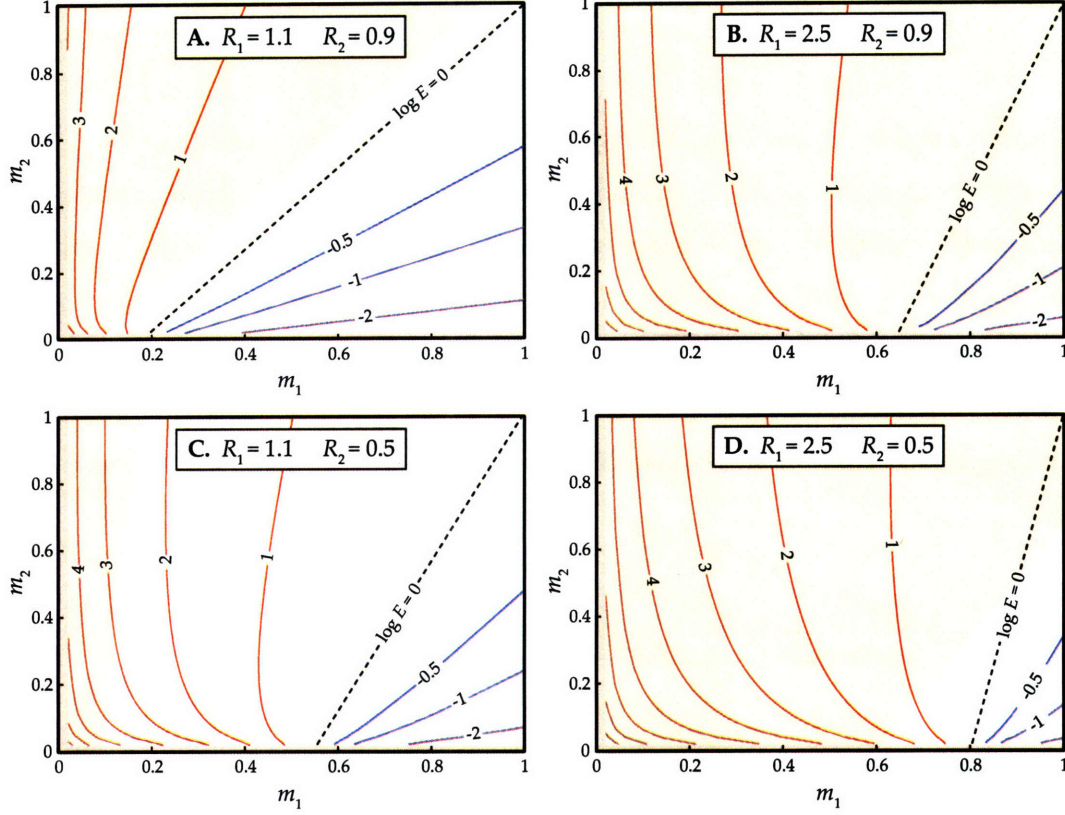 A. R1 = 1.1 R2 = 0.9
1
0.8
0.6
0.4
0.2
0
m2
3
2
1
log E = 0
-0.5
-1
-2
0 0.2 0.4 0.6 0.8 1
m1
B. R1 = 2.5 R2 = 0.9
1
0.8
0.6
0.4
0.2
0
m2
4
3
2
1
log E = 0
-0.5
-1
-2
0 0.2 0.4 0.6 0.8 1
m1
C. R1 = 1.1 R2 = 0.5
1
0.8
0.6
0.4
0.2
0
m2
4
3
2
1
log E = 0
-0.5
-1
-2
0 0.2 0.4 0.6 0.8 1
m1
D. R1 = 2.5 R2 = 0.5
1
0.8
0.6
0.4
0.2
0
m2
4
3
2
1
log E = 0
-0.5
-1
0 0.2 0.4 0.6 0.8 1
m1